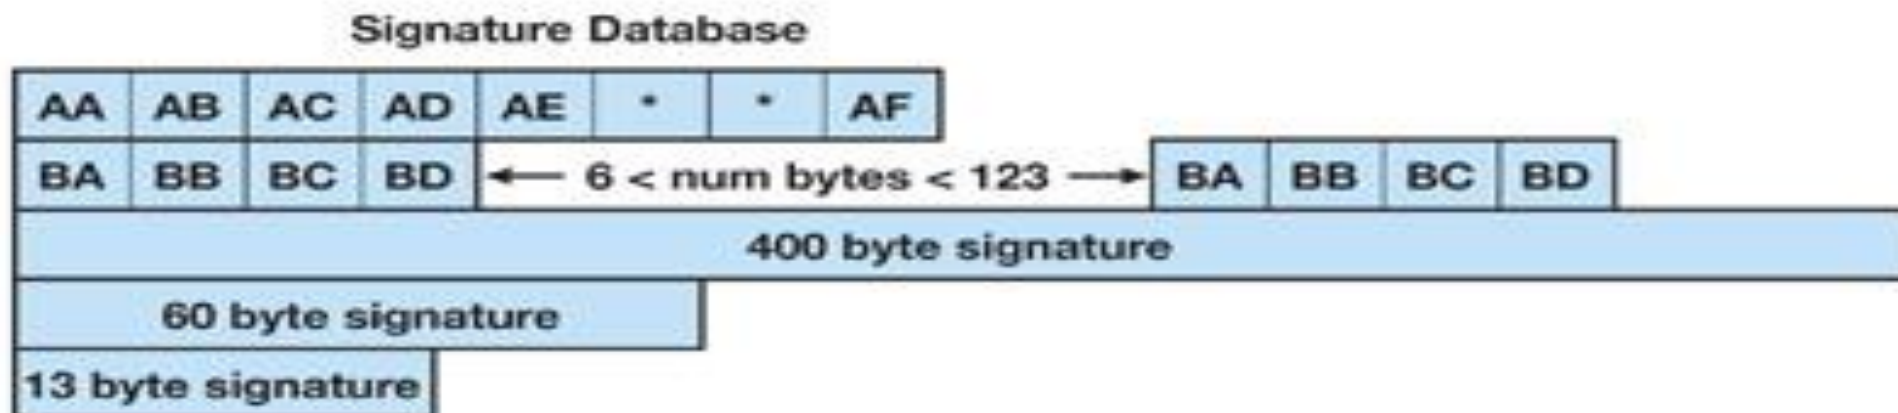 Signature Database
AA AB AC AD AE * * AF
BA BB BC BD 6 < num bytes < 123 BA BB BC BD
400 byte signature
60 byte signature
13 byte signature